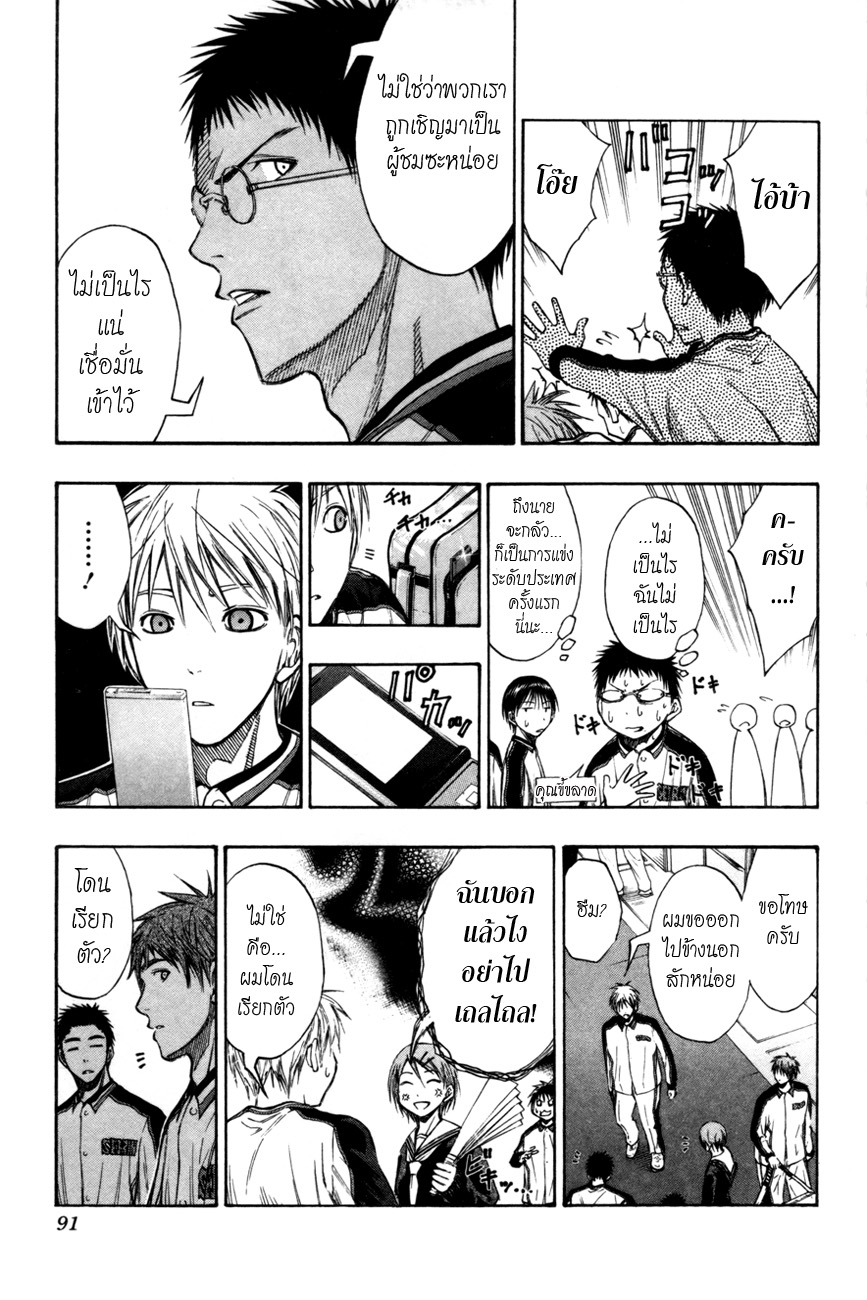 ไอ้บ้า
โอ๊ย
バコココ
ไม่ใช่ว่าพวกเรา
ถูกเชิญมาเป็น
ผู้ชมซะหน่อย
ไม่เป็นไร
แน่
เชื่อมั่น
เข้าไว้
ค-
ครับ
...!
...ไม่
เป็นไร
ฉันไม่
เป็นไร
ถึงนาย
จะกลัว...
ก็เป็นการแข่ง
ระดับประเทศ
ครั้งแรก
นี่นะ...
ドキ
ドキ
ドキ
ドキ
คุณขี้ขลาด
チカ
チカ...
パカッ
......!
ขอโทษ
ครับ
ผมขอออก
ไปข้างนอก
สักหน่อย
ฮึม?
ฉันบอก
แล้วไง
อย่าไป
เถลไถล!
ไม่ใช่
คือ...
ผมโดน
เรียกตัว
ビキッ...
โดน
เรียก
ตัว?
SEIRIN
91